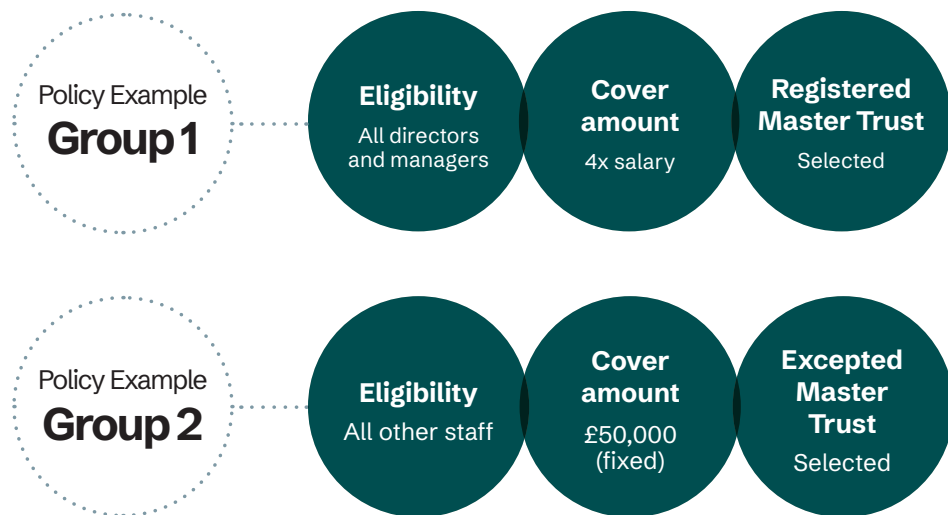 Policy Example
Group 1
Eligibility
All directors
and managers
Cover
amount
4x salary
Registered
Master Trust
Selected
Policy Example
Group 2
Eligibility
All other staff
Cover
amount
£50,000
(fixed)
Excepted
Master
Trust
Selected